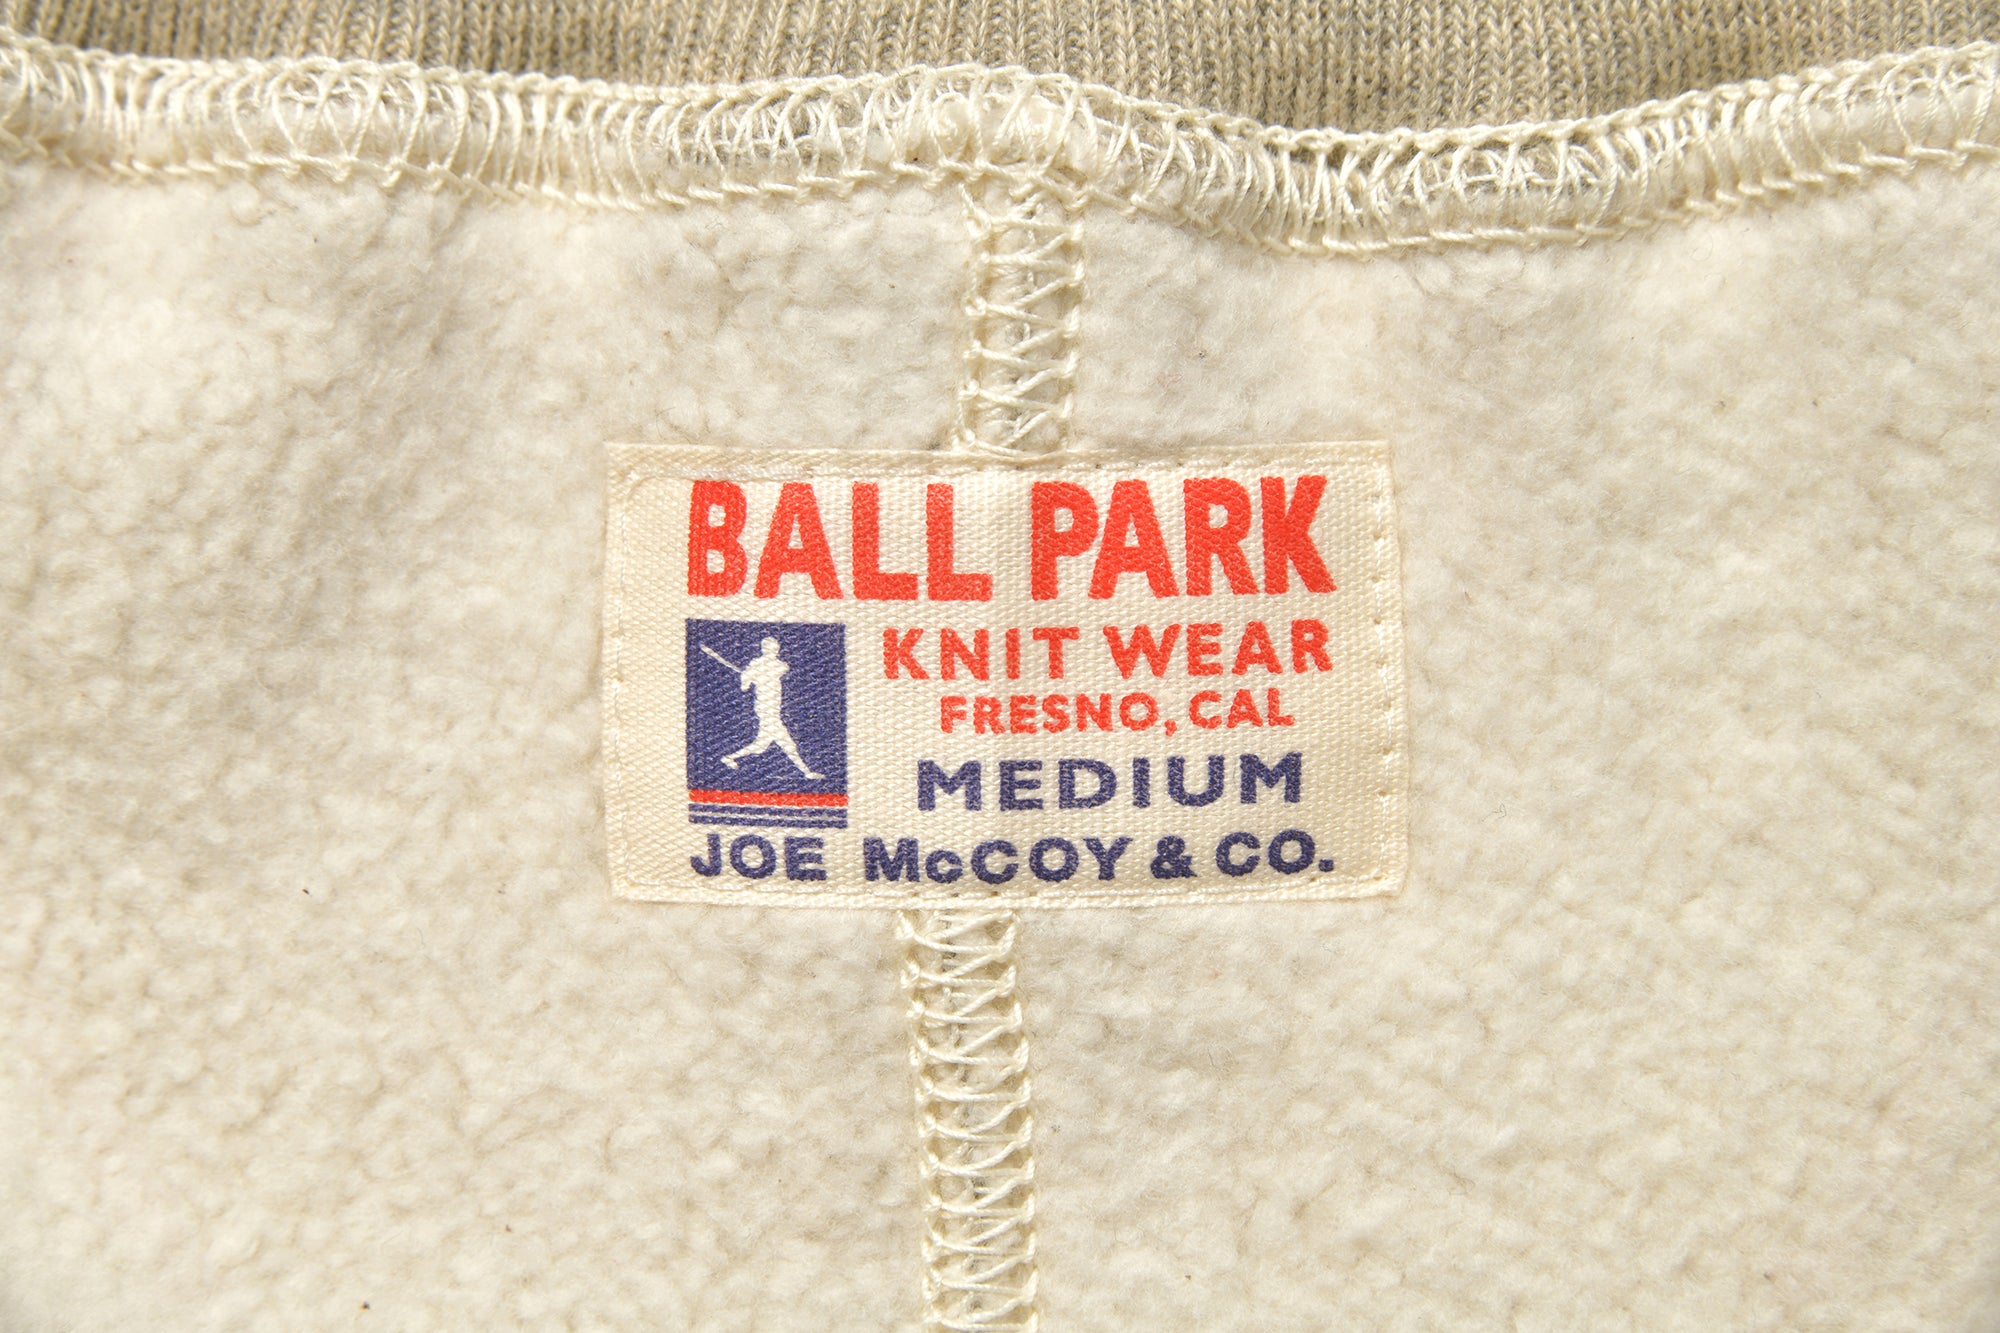 BALL PARK
KNIT WEAR
FRESNO, CAL
MEDIUM
JOE McCOY & CO.